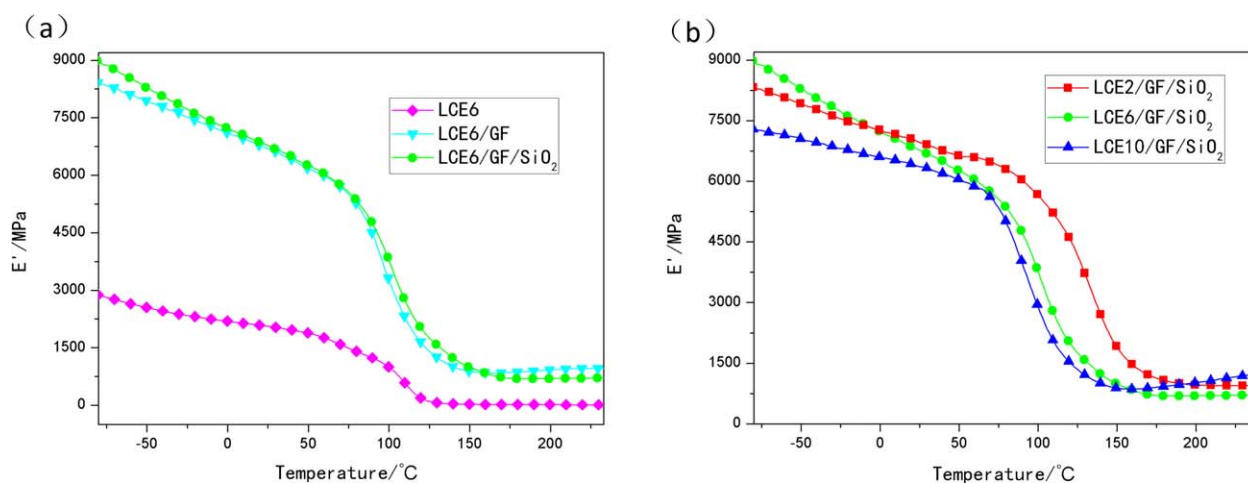 (a)
9000
7500
6000
4500
3000
1500
0
E'/MPa
-50 0 50 100 150 200
Temperature/℃
LCE6
LCE6/GF
LCE6/GF/SiO₂
(b)
9000
7500
6000
4500
3000
1500
0
E'/MPa
-50 0 50 100 150 200
Temperature/℃
LCE2/GF/SiO₂
LCE6/GF/SiO₂
LCE10/GF/SiO₂